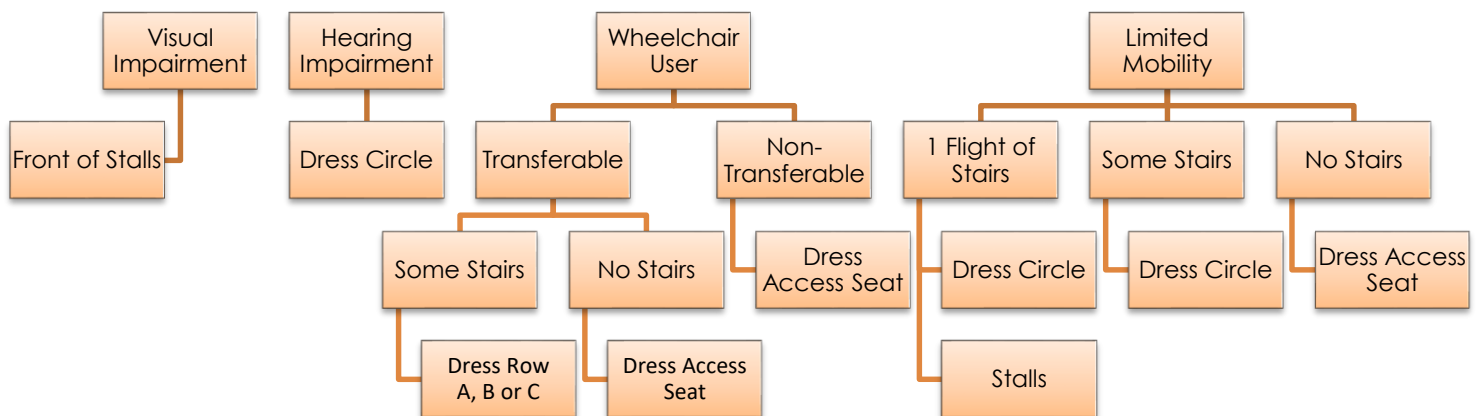 Visual
Impairment
Hearing
Impairment
Wheelchair
User
Limited
Mobility
Front of Stalls
Dress Circle
Transferable
Non-
Transferable
1 Flight of
Stairs
Some Stairs
No Stairs
Some Stairs
No Stairs
Dress
Access Seat
Dress Circle
Dress Circle
Dress Access
Seat
Dress Row
A, B or C
Dress Access
Seat
Stalls